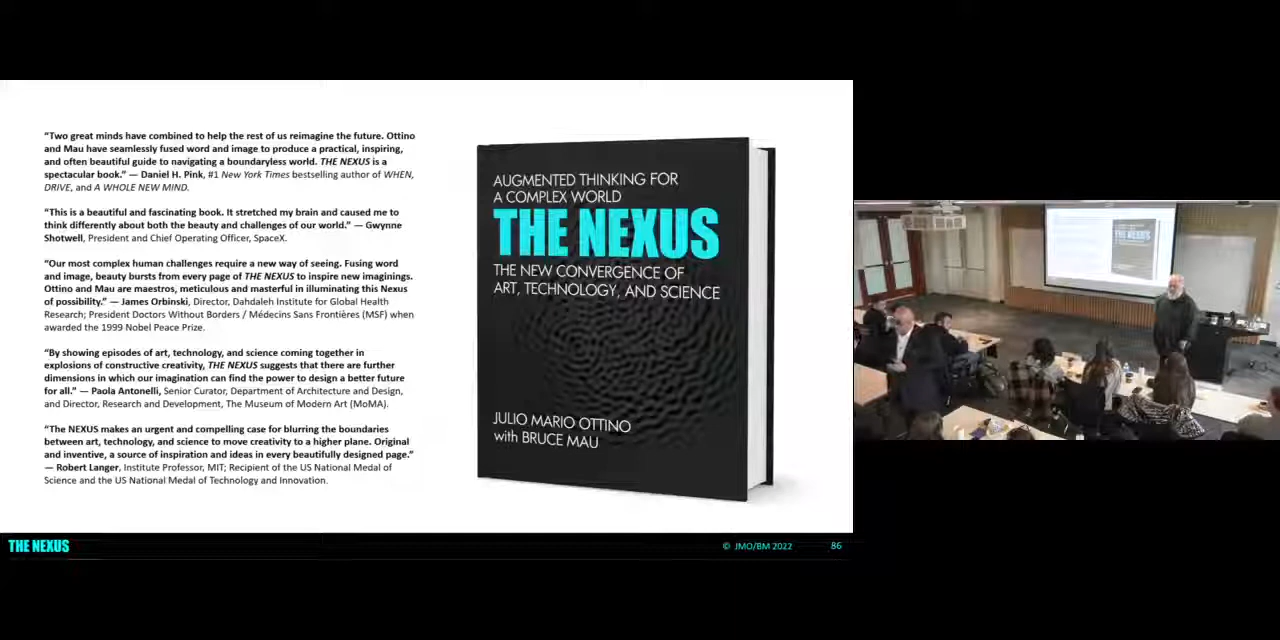 “Two great minds have combined to help the rest of us reimagine the future. Ottino
and Mau have seamlessly fused word and image to produce a practical, inspiring,
and often beautiful guide to navigating a boundaryless world. THE NEXUS is a
spectacular book.” — Daniel H. Pink, #1 New York Times bestselling author of WHEN,
DRIVE, and A WHOLE NEW MIND.
“This is a beautiful and fascinating book. It stretched my brain and caused me to
think differently about both the beauty and challenges of our world.” — Gwynne
Shotwell, President and Chief Operating Officer, SpaceX.
“Our most complex human challenges require a new way of seeing. Fusing word
and image, beauty bursts from every page of THE NEXUS to inspire new imaginings.
Ottino and Mau are maestros, meticulous and masterful in illuminating this Nexus
of possibility.” — James Orbinski, Director, Dahdaleh Institute for Global Health
Research; President Doctors Without Borders / Médecins Sans Frontières (MSF) when
awarded the 1999 Nobel Peace Prize.
“By showing episodes of art, technology, and science coming together in
explosions of constructive creativity, THE NEXUS suggests that there are further
dimensions in which our imagination can find the power to design a better future
for all.” — Paola Antonelli, Senior Curator, Department of Architecture and Design,
and Director, Research and Development, The Museum of Modern Art (MoMA).
“The NEXUS makes an urgent and compelling case for blurring the boundaries
between art, technology, and science to move creativity to a higher plane. Original
and inventive, a source of inspiration and ideas in every beautifully designed page.”
— Robert Langer, Institute Professor, MIT; Recipient of the US National Medal of
Science and the US National Medal of Technology and Innovation.
AUGMENTED THINKING FOR
A COMPLEX WORLD
THE NEXUS
THE NEW CONVERGENCE OF
ART, TECHNOLOGY, AND SCIENCE
JULIO MARIO OTTINO
with BRUCE MAU
THE NEXUS
© JMO/BM 2022
86